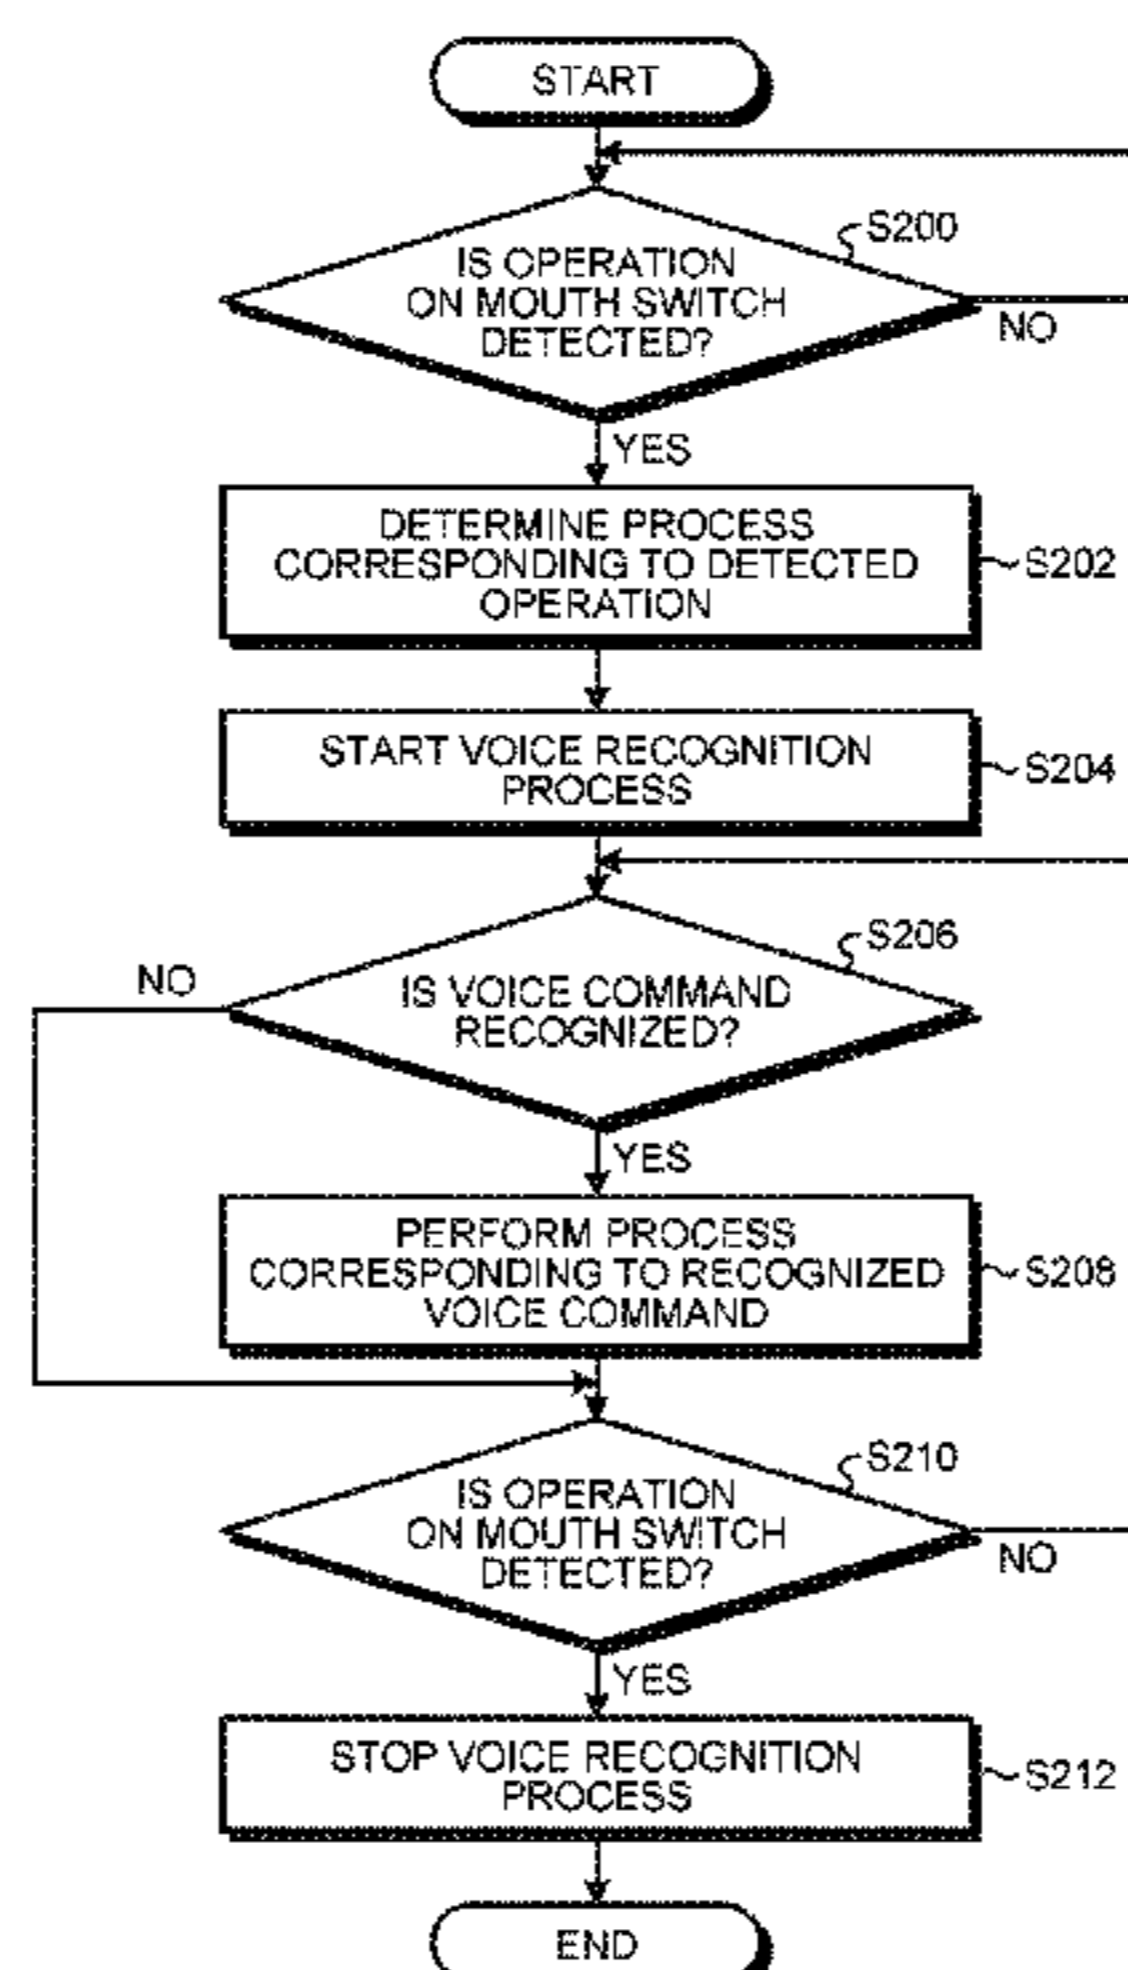 START
S200
IS OPERATION
ON MOUTH SWITCH
DETECTED?
NO
YES
DETERMINE PROCESS
CORRESPONDING TO DETECTED
OPERATION
S202
START VOICE RECOGNITION
PROCESS
S204
S206
NO
IS VOICE COMMAND
RECOGNIZED?
YES
PERFORM PROCESS
CORRESPONDING TO RECOGNIZED
VOICE COMMAND
S208
S210
IS OPERATION
ON MOUTH SWITCH
DETECTED?
NO
YES
STOP VOICE RECOGNITION
PROCESS
S212
END